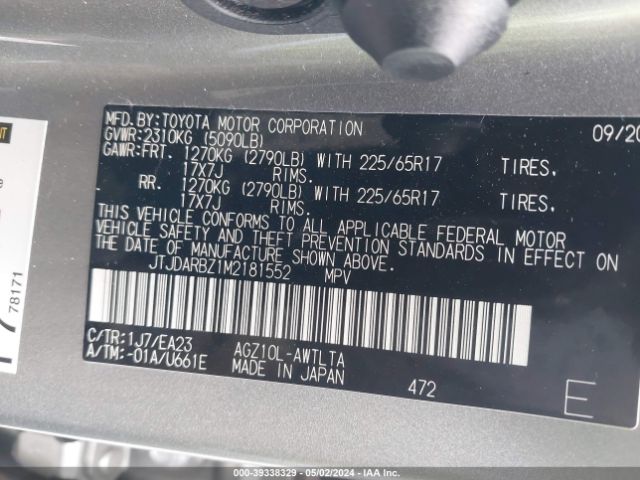 MFD.BY:TOYOTA MOTOR CORPORATION 09/20
GVWR:2310KG (5090LB)
GAWR:FRT. 1270KG (2790LB) WITH 225/65R17 TIRES,
17X7J RIMS.
RR. 1270KG (2790LB) WITH 225/65R17 TIRES,
17X7J RIMS.
THIS VEHICLE CONFORMS TO ALL APPLICABLE FEDERAL MOTOR
VEHICLE SAFETY AND THEFT PREVENTION STANDARDS IN EFFECT ON
THE DATE OF MANUFACTURE SHOWN ABOVE.
JTJDARBZ1M2181552 MPV
C/TR:1J7/EA23 AGZ10L-AWTLTA
A/TM:-01A/U661E MADE IN JAPAN 472 E
78171
000-39338329 - 05/02/2024 - IAA Inc.